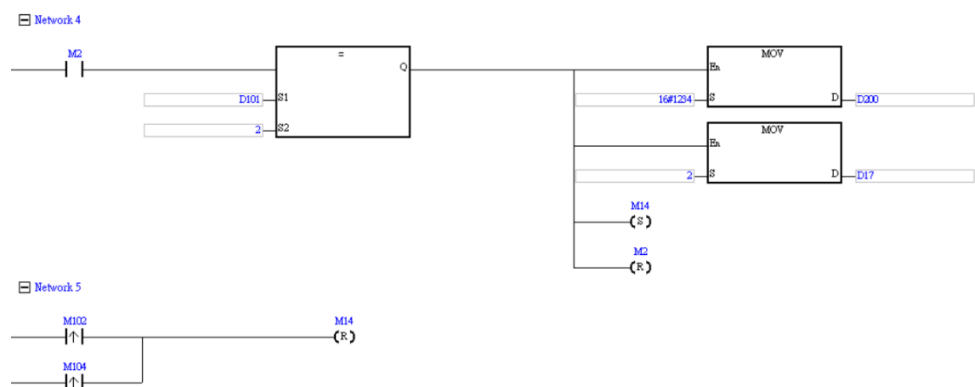 Network 4
M2
=
Q
D101
S1
2
S2
MOV
En
16#1234
S
D
D200
MOV
En
2
S
D
D17
M14
S
M2
R
Network 5
M102
M14
R
M104